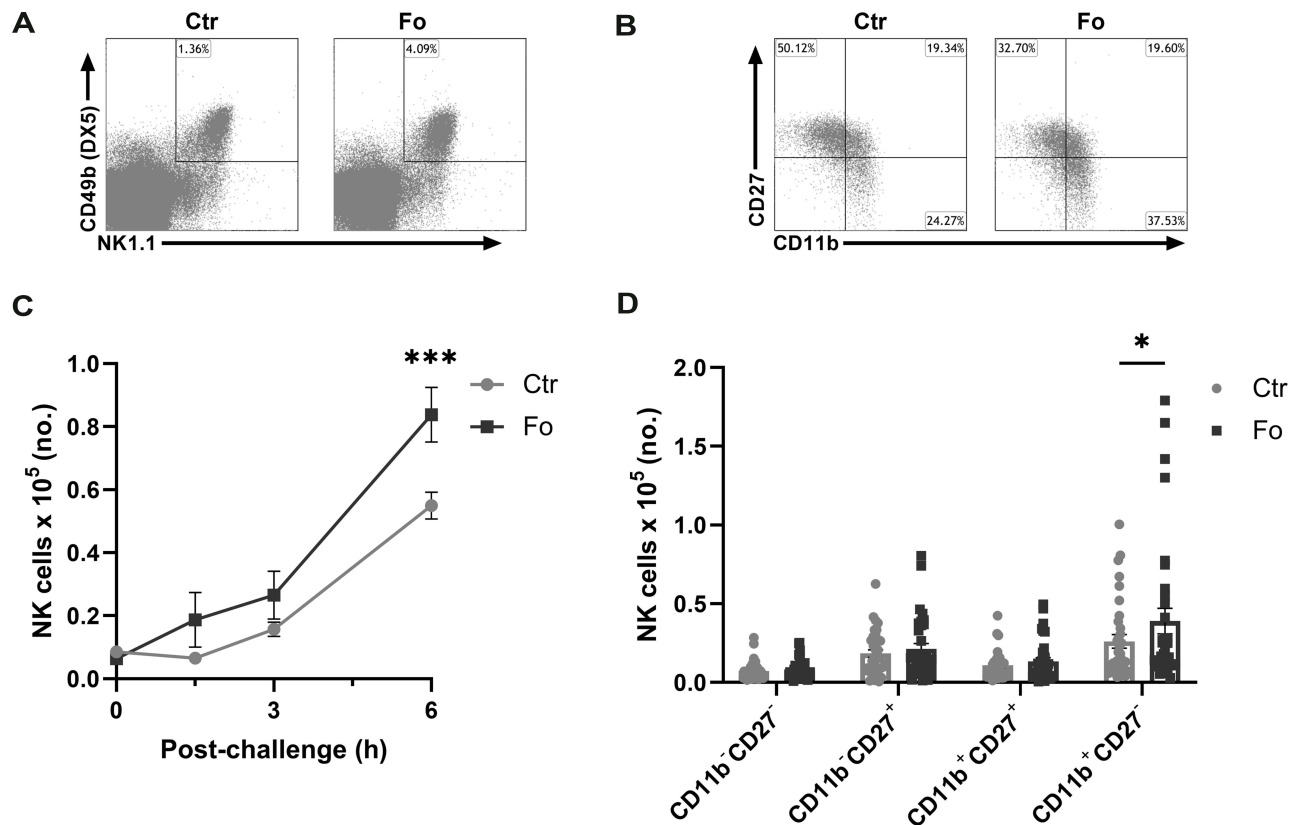 A
Ctr
Fo
1.36%
4.09%
CD49b (DX5)
NK1.1
B
Ctr
Fo
50.12%
19.34%
24.27%
32.70%
19.60%
37.53%
CD27
CD11b
C
***
NK cells x 10⁵ (no.)
1.0
0.8
0.6
0.4
0.2
0.0
0
3
6
Post-challenge (h)
Ctr
Fo
D
*
NK cells x 10⁵ (no.)
2.0
1.5
1.0
0.5
0.0
CD11b⁻CD27⁻
CD11b⁻CD27⁺
CD11b⁺CD27⁺
CD11b⁺CD27⁻
Ctr
Fo